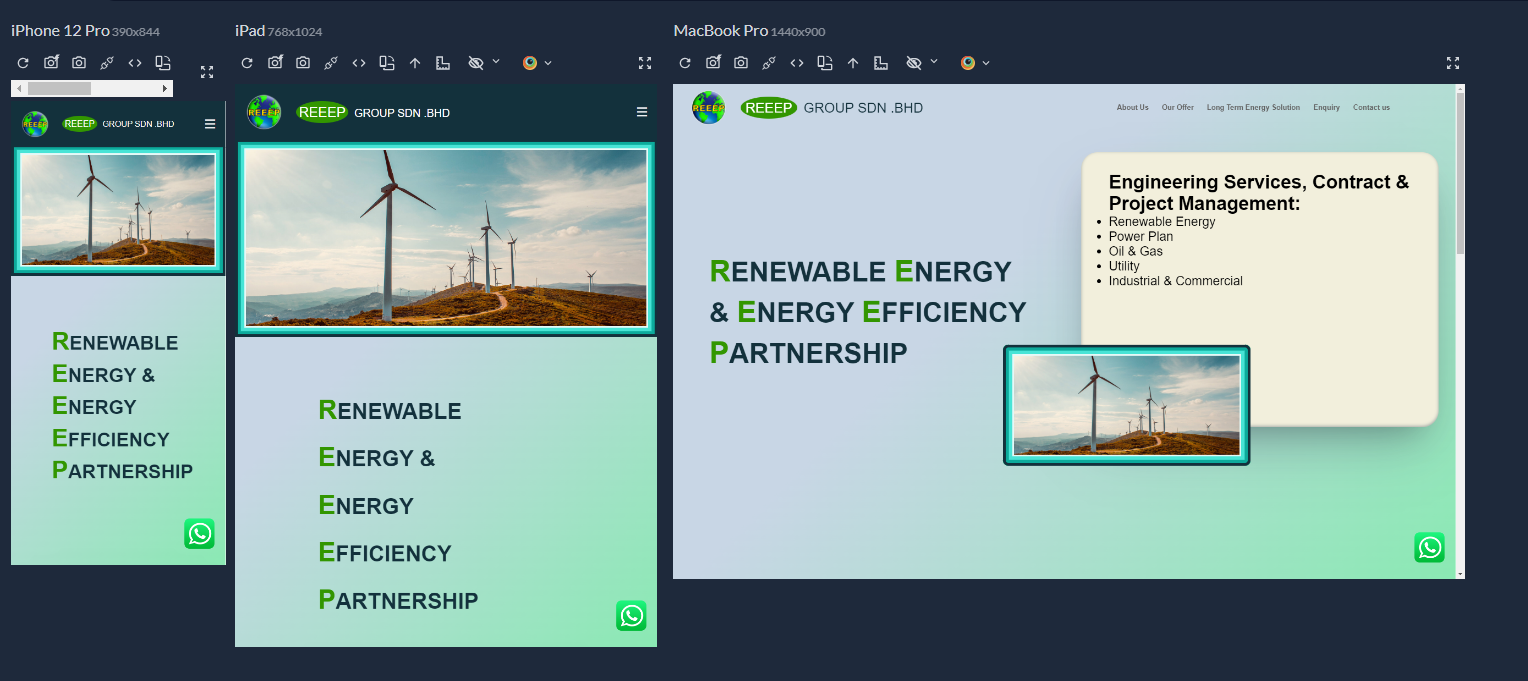 iPhone 12 Pro 390x844
REEEP
REEEP GROUP SDN .BHD
RENEWABLE
ENERGY &
ENERGY
EFFICIENCY
PARTNERSHIP
iPad 768x1024
REEEP
REEEP GROUP SDN .BHD
RENEWABLE
ENERGY &
ENERGY
EFFICIENCY
PARTNERSHIP
MacBook Pro 1440x900
REEEP
REEEP GROUP SDN .BHD
About Us Our Offer Long Term Energy Solution Enquiry Contact us
RENEWABLE ENERGY
& ENERGY EFFICIENCY
PARTNERSHIP
Engineering Services, Contract &
Project Management:
• Renewable Energy
• Power Plan
• Oil & Gas
• Utility
• Industrial & Commercial